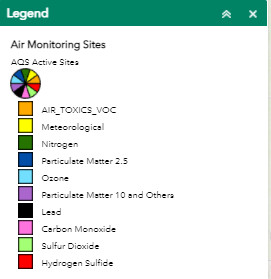 Legend
Air Monitoring Sites
AQS Active Sites
AIR_TOXICS_VOC
Meteorological
Nitrogen
Particulate Matter 2.5
Ozone
Particulate Matter 10 and Others
Lead
Carbon Monoxide
Sulfur Dioxide
Hydrogen Sulfide